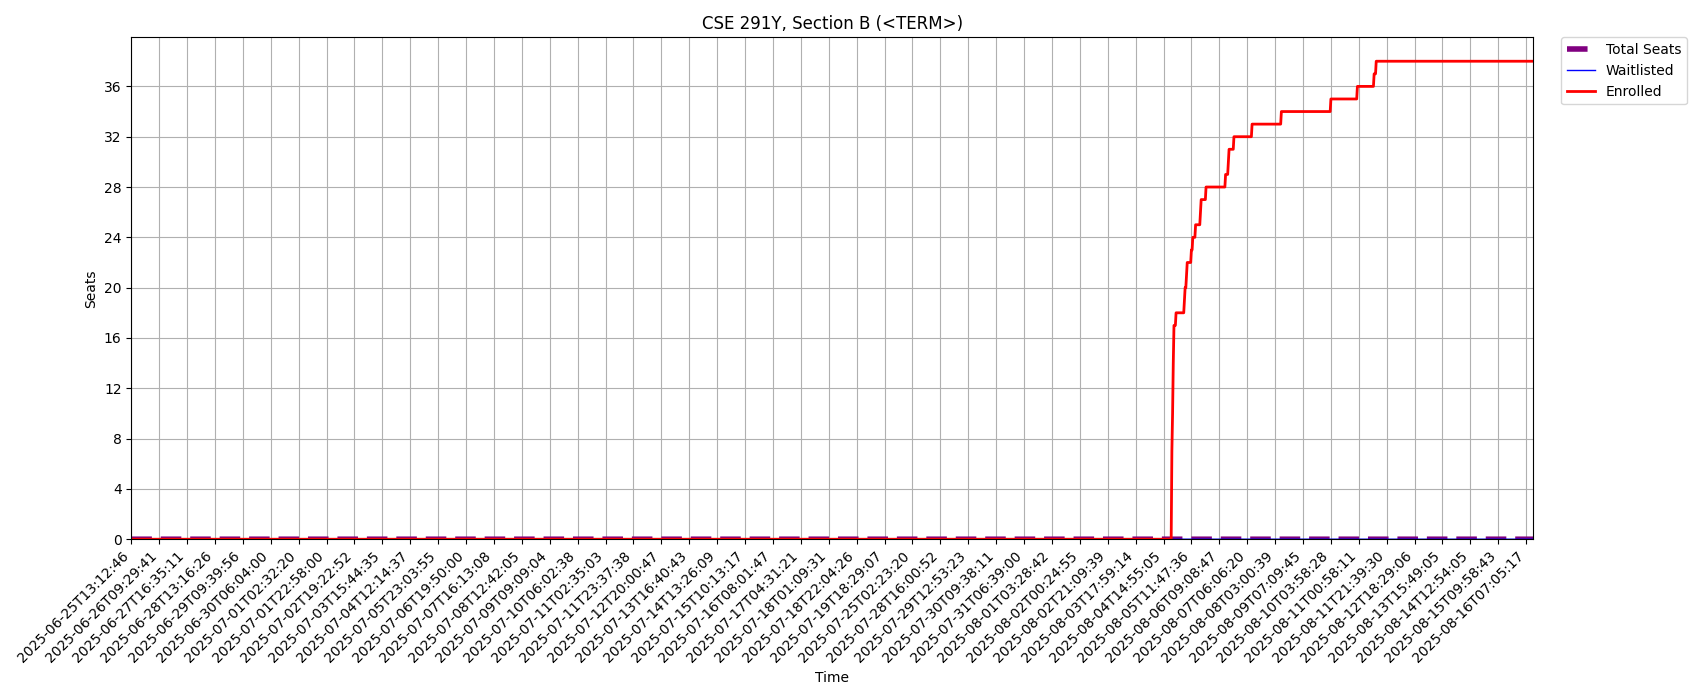 CSE 291Y, Section B (<TERM>)
Total Seats
Waitlisted
Enrolled
Seats
36
32
28
24
20
16
12
8
4
0
2025-06-25T13:12:46
2025-06-26T09:29:41
2025-06-27T16:35:11
2025-06-28T13:16:26
2025-06-29T09:39:56
2025-06-30T06:04:00
2025-07-01T02:32:20
2025-07-01T22:58:00
2025-07-02T19:22:52
2025-07-03T15:44:35
2025-07-04T12:14:37
2025-07-05T23:03:55
2025-07-06T19:50:00
2025-07-07T16:13:08
2025-07-08T12:42:05
2025-07-09T09:09:04
2025-07-10T06:02:38
2025-07-11T02:35:03
2025-07-11T23:37:38
2025-07-12T20:00:47
2025-07-13T16:40:43
2025-07-14T13:26:09
2025-07-15T10:13:17
2025-07-16T08:01:47
2025-07-17T04:31:21
2025-07-18T01:09:31
2025-07-18T22:04:26
2025-07-19T18:29:07
2025-07-25T02:23:20
2025-07-28T16:00:52
2025-07-29T12:53:23
2025-07-30T09:38:11
2025-07-31T06:39:00
2025-08-01T03:28:42
2025-08-02T00:24:55
2025-08-02T21:09:39
2025-08-03T17:59:14
2025-08-04T14:55:05
2025-08-05T11:47:36
2025-08-06T09:08:47
2025-08-07T06:06:20
2025-08-08T03:00:39
2025-08-09T07:09:45
2025-08-10T03:58:28
2025-08-11T00:58:11
2025-08-11T21:39:30
2025-08-12T18:29:06
2025-08-13T15:49:05
2025-08-14T12:54:05
2025-08-15T09:58:43
2025-08-16T07:05:17
Time